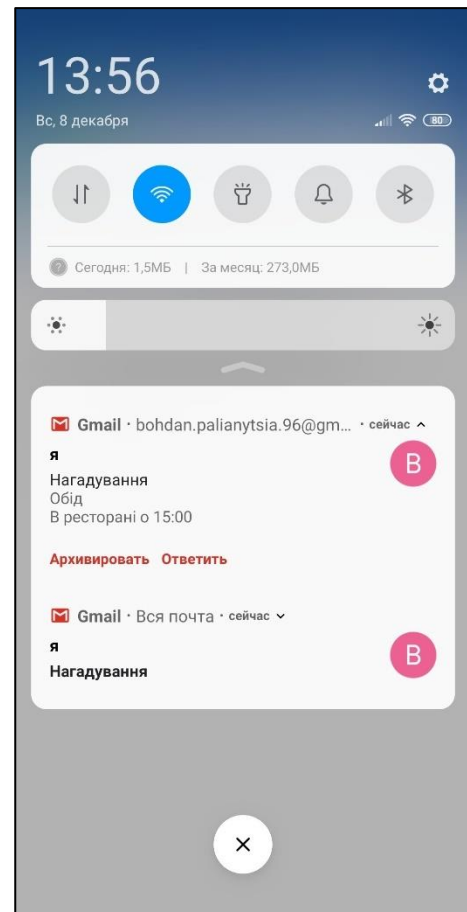 13:56
Вс, 8 декабря
80
Сегодня: 1,5МБ | За месяц: 273,0МБ
Gmail · bohdan.palianytsia.96@gm... · сейчас
я
B
Нагадування
Обід
В ресторані о 15:00
Архивировать Ответить
Gmail · Вся почта · сейчас
я
B
Нагадування